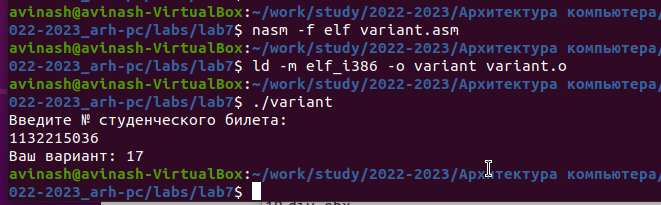 avinash@avinash-VirtualBox:~/work/study/2022-2023/Архитектура компьютера/
022-2023_arh-pc/labs/lab7$ nasm -f elf variant.asm
avinash@avinash-VirtualBox:~/work/study/2022-2023/Архитектура компьютера/
022-2023_arh-pc/labs/lab7$ ld -m elf_i386 -o variant variant.o
avinash@avinash-VirtualBox:~/work/study/2022-2023/Архитектура компьютера/
022-2023_arh-pc/labs/lab7$ ./variant
Введите № студенческого билета:
1132215036
Ваш вариант: 17
avinash@avinash-VirtualBox:~/work/study/2022-2023/Архитектура компьютера/
022-2023_arh-pc/labs/lab7$